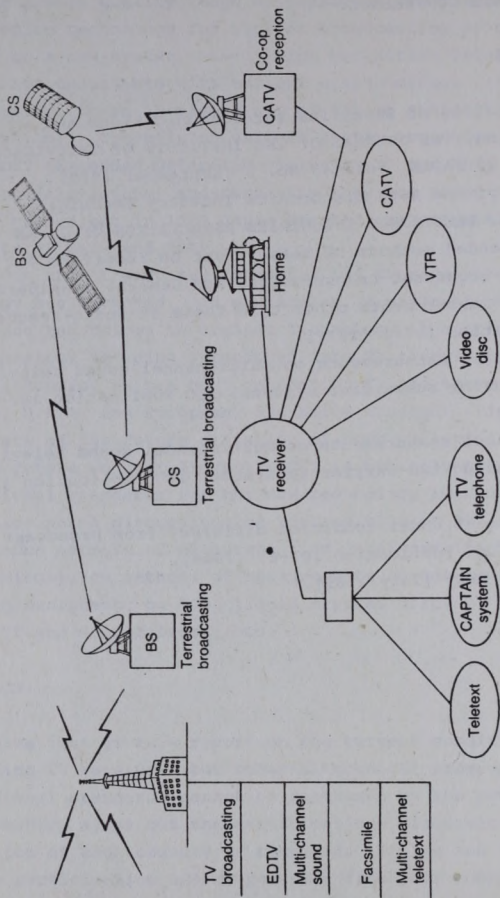 BS
CS
BS
Terrestrial
broadcasting
CS
Terrestrial broadcasting
Home
CATV
Co-op
reception
TV
broadcasting
EDTV
Multi-channel
sound
Facsimile
Multi-channel
teletext
TV
receiver
Teletext
CAPTAIN
system
TV
telephone
Video
disc
VTR
CATV